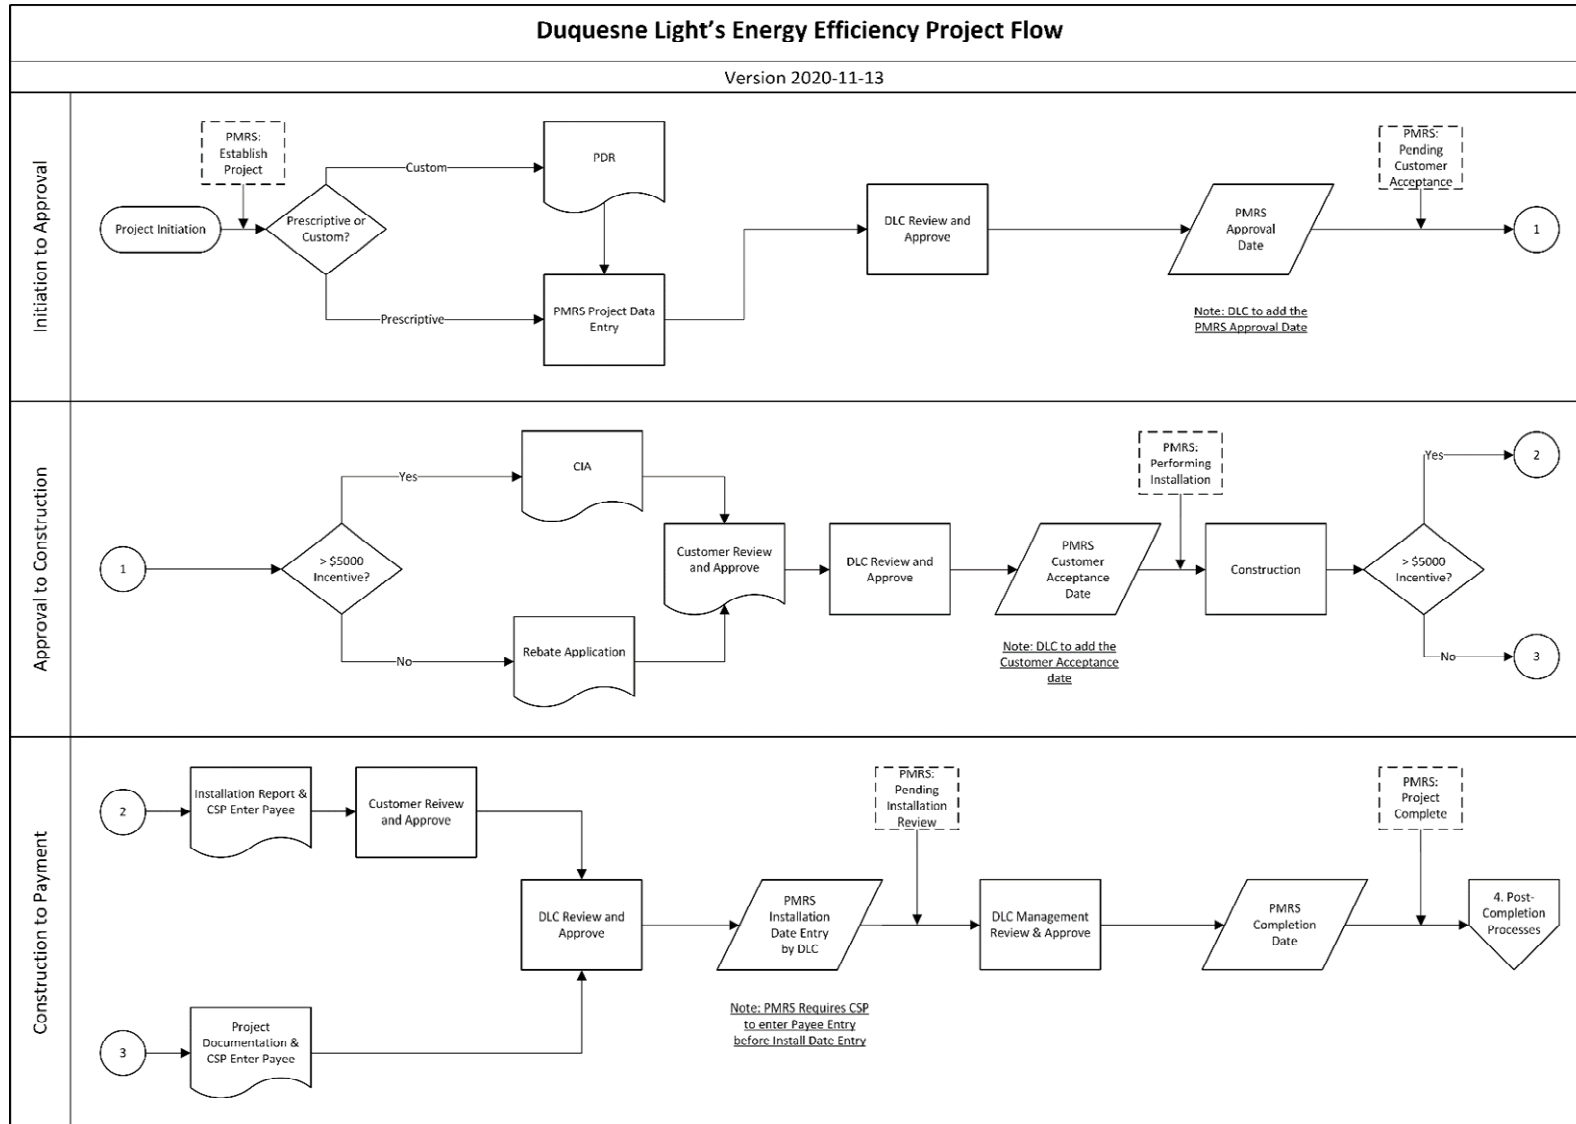 Duquesne Light's Energy Efficiency Project Flow
Version 2020-11-13
Initiation to Approval
PMRS:
Establish
Project
Project Initiation
Prescriptive or
Custom?
Custom
Prescriptive
PDR
PMRS Project Data
Entry
DLC Review and
Approve
PMRS
Approval
Date
Note: DLC to add the
PMRS Approval Date
PMRS:
Pending
Customer
Acceptance
1
Approval to Construction
1
> $5000
Incentive?
Yes
No
CIA
Rebate Application
Customer Review
and Approve
DLC Review and
Approve
PMRS
Customer
Acceptance
Date
Note: DLC to add the
Customer Acceptance
date
PMRS:
Performing
Installation
Construction
> $5000
Incentive?
Yes
2
No
3
Construction to Payment
2
Installation Report &
CSP Enter Payee
Customer Reivew
and Approve
3
Project
Documentation &
CSP Enter Payee
DLC Review and
Approve
PMRS
Installation
Date Entry
by DLC
Note: PMRS Requires CSP
to enter Payee Entry
before Install Date Entry
PMRS:
Pending
Installation
Review
DLC Management
Review & Approve
PMRS
Completion
Date
PMRS:
Project
Complete
4. Post-
Completion
Processes